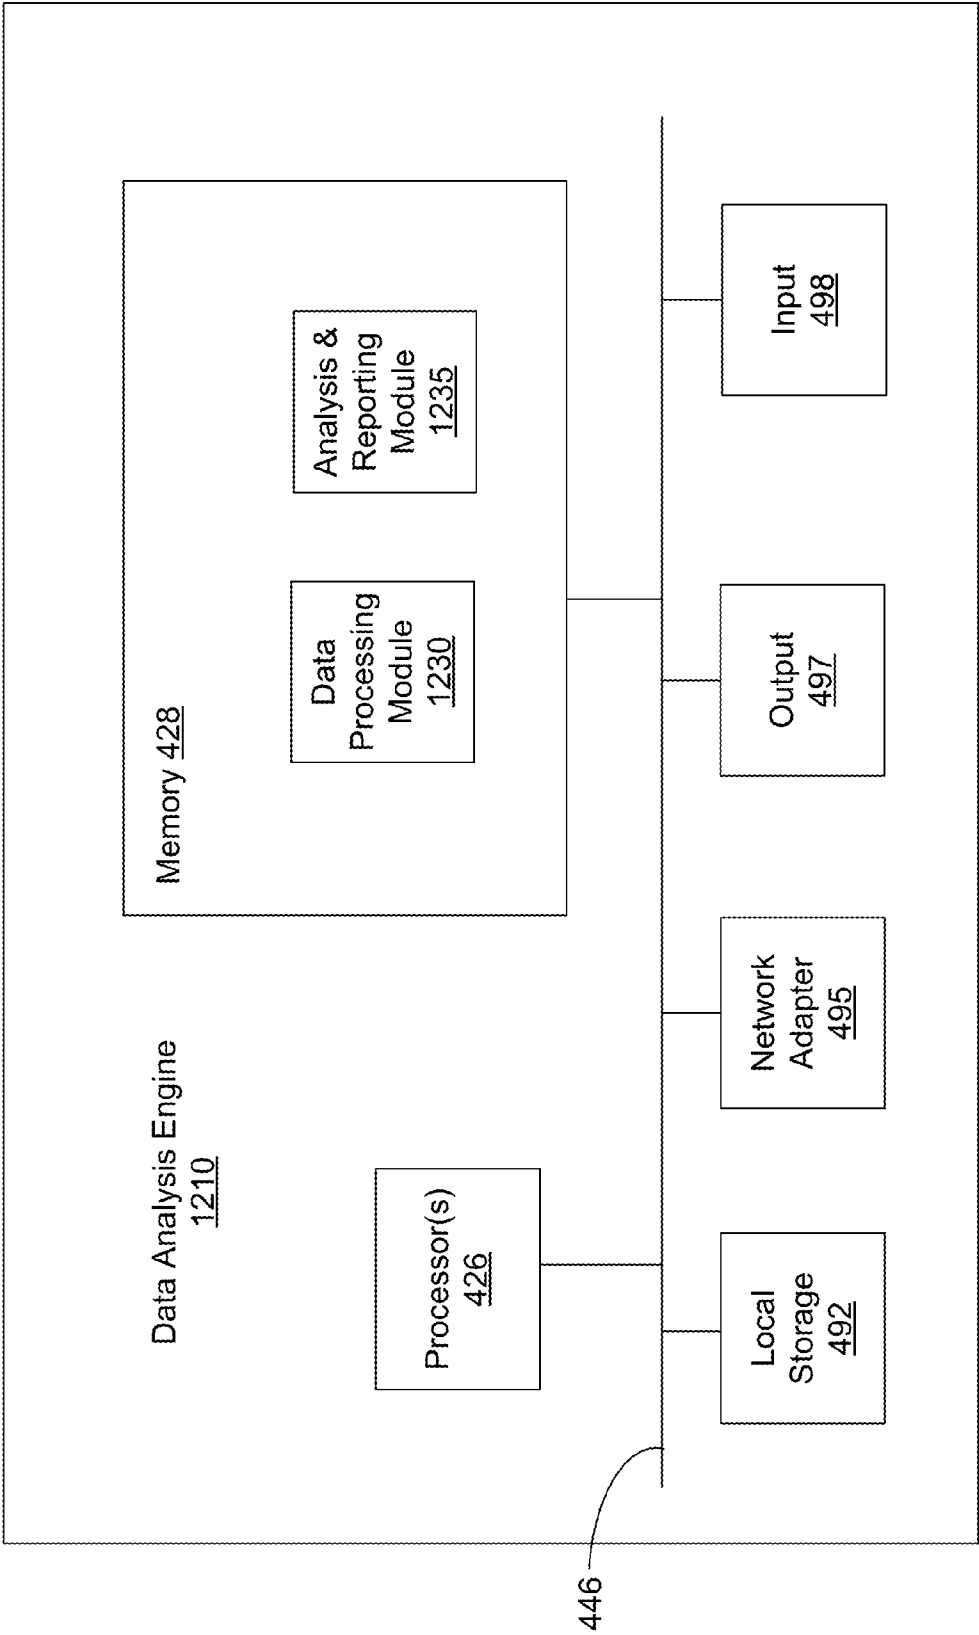 Data Analysis Engine
1210
Memory 428
Data
Processing
Module
1230
Analysis &
Reporting
Module
1235
Processor(s)
426
446
Local
Storage
492
Network
Adapter
495
Output
497
Input
498